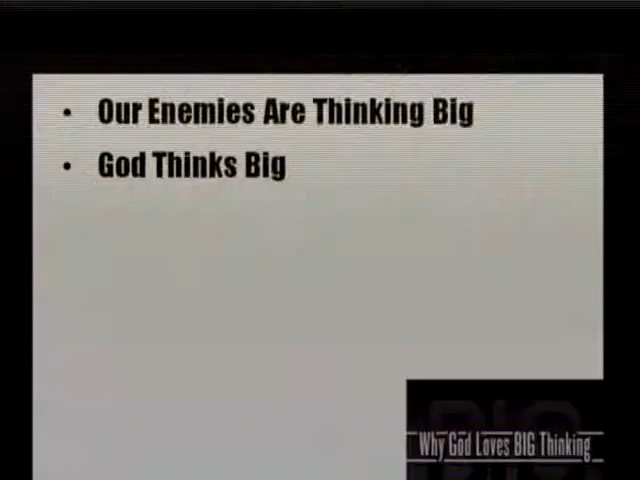 • Our Enemies Are Thinking Big
• God Thinks Big
Why God Loves BIG Thinking